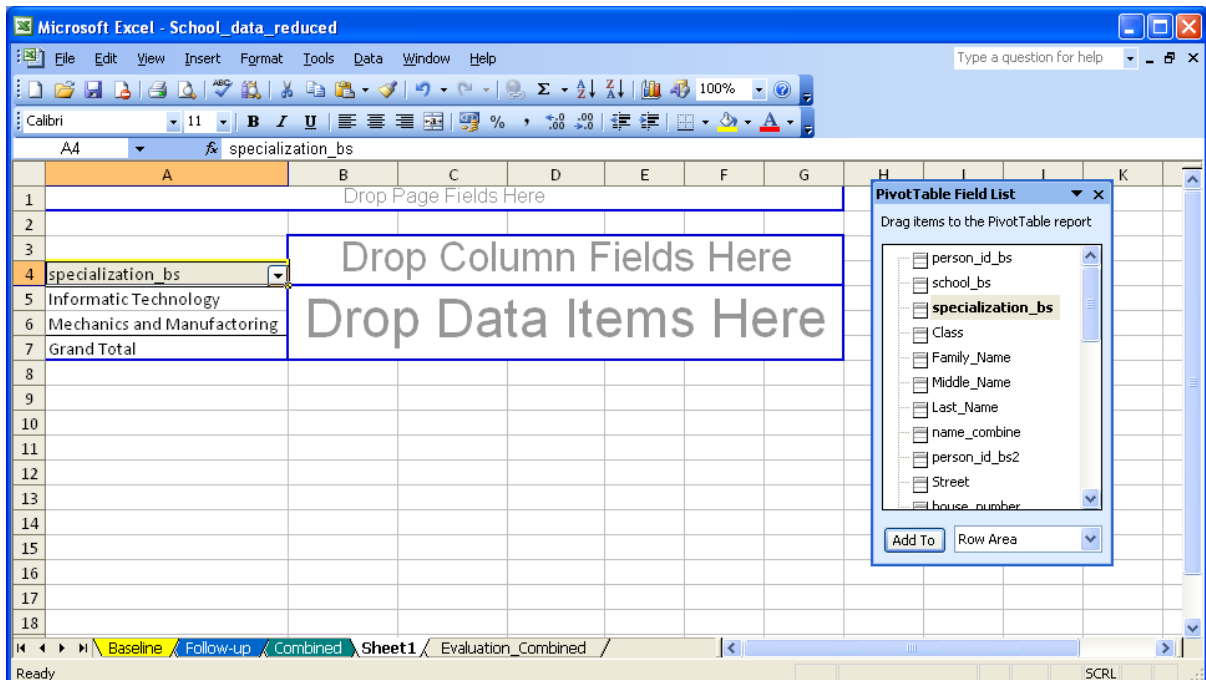 Microsoft Excel - School_data_reduced
File Edit View Insert Format Tools Data Window Help Type a question for help
100%
Calibri 11 B I U % ,
A4 fx specialization_bs
A B C D E F G H I J K
1 Drop Page Fields Here
2
3 Drop Column Fields Here
4 specialization_bs
5 Informatic Technology
6 Mechanics and Manufactoring Drop Data Items Here
7 Grand Total
8
9
10
11
12
13
14
15
16
17
18
PivotTable Field List
Drag items to the PivotTable report
person_id_bs
school_bs
specialization_bs
Class
Family_Name
Middle_Name
Last_Name
name_combine
person_id_bs2
Street
house_number
Add To Row Area
Baseline Follow-up Combined Sheet1 Evaluation_Combined
Ready SCRL